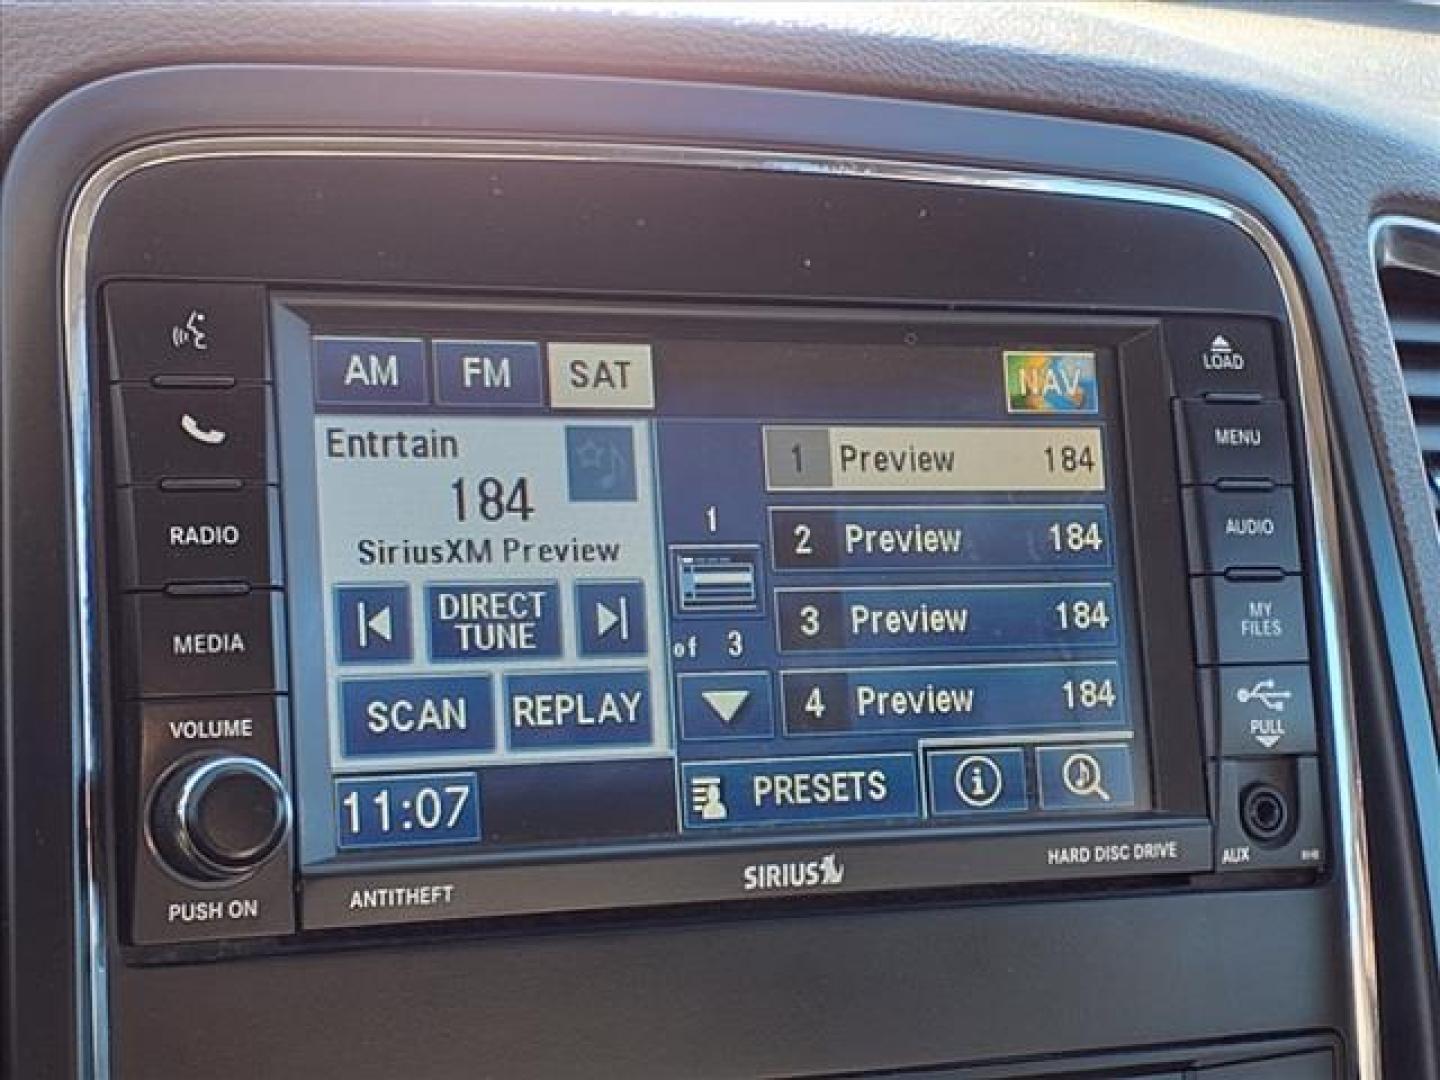 AM FM SAT NAV
Entrtain
184
SiriusXM Preview
DIRECT
TUNE
SCAN REPLAY
11:07
1
of 3
1 Preview 184
2 Preview 184
3 Preview 184
4 Preview 184
PRESETS i
RADIO
MEDIA
VOLUME
PUSH ON
LOAD
MENU
AUDIO
MY
FILES
PULL
AUX
ANTITHEFT
SIRIUS
HARD DISC DRIVE